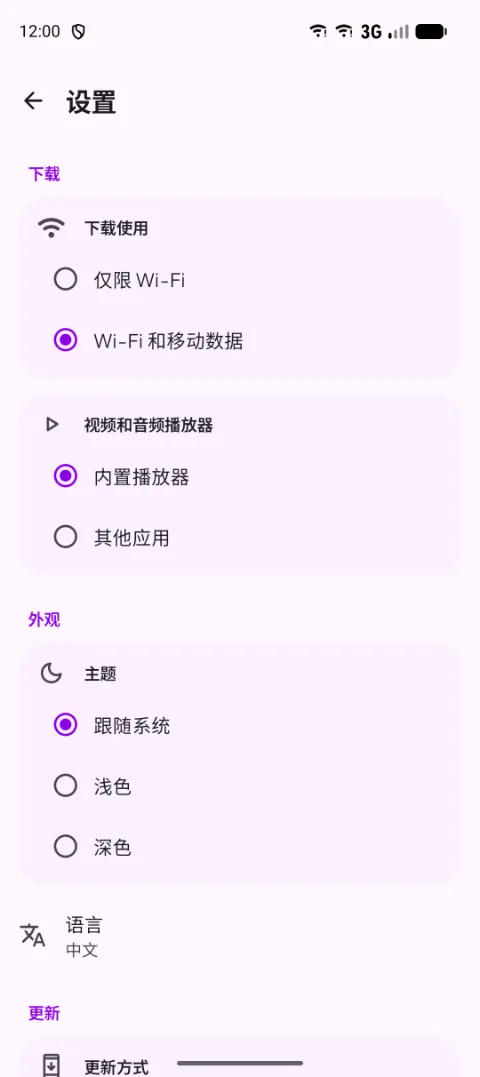 12:00
3G
设置
下载
下载使用
仅限 Wi-Fi
Wi-Fi 和移动数据
视频和音频播放器
内置播放器
其他应用
外观
主题
跟随系统
浅色
深色
语言
中文
更新
更新方式